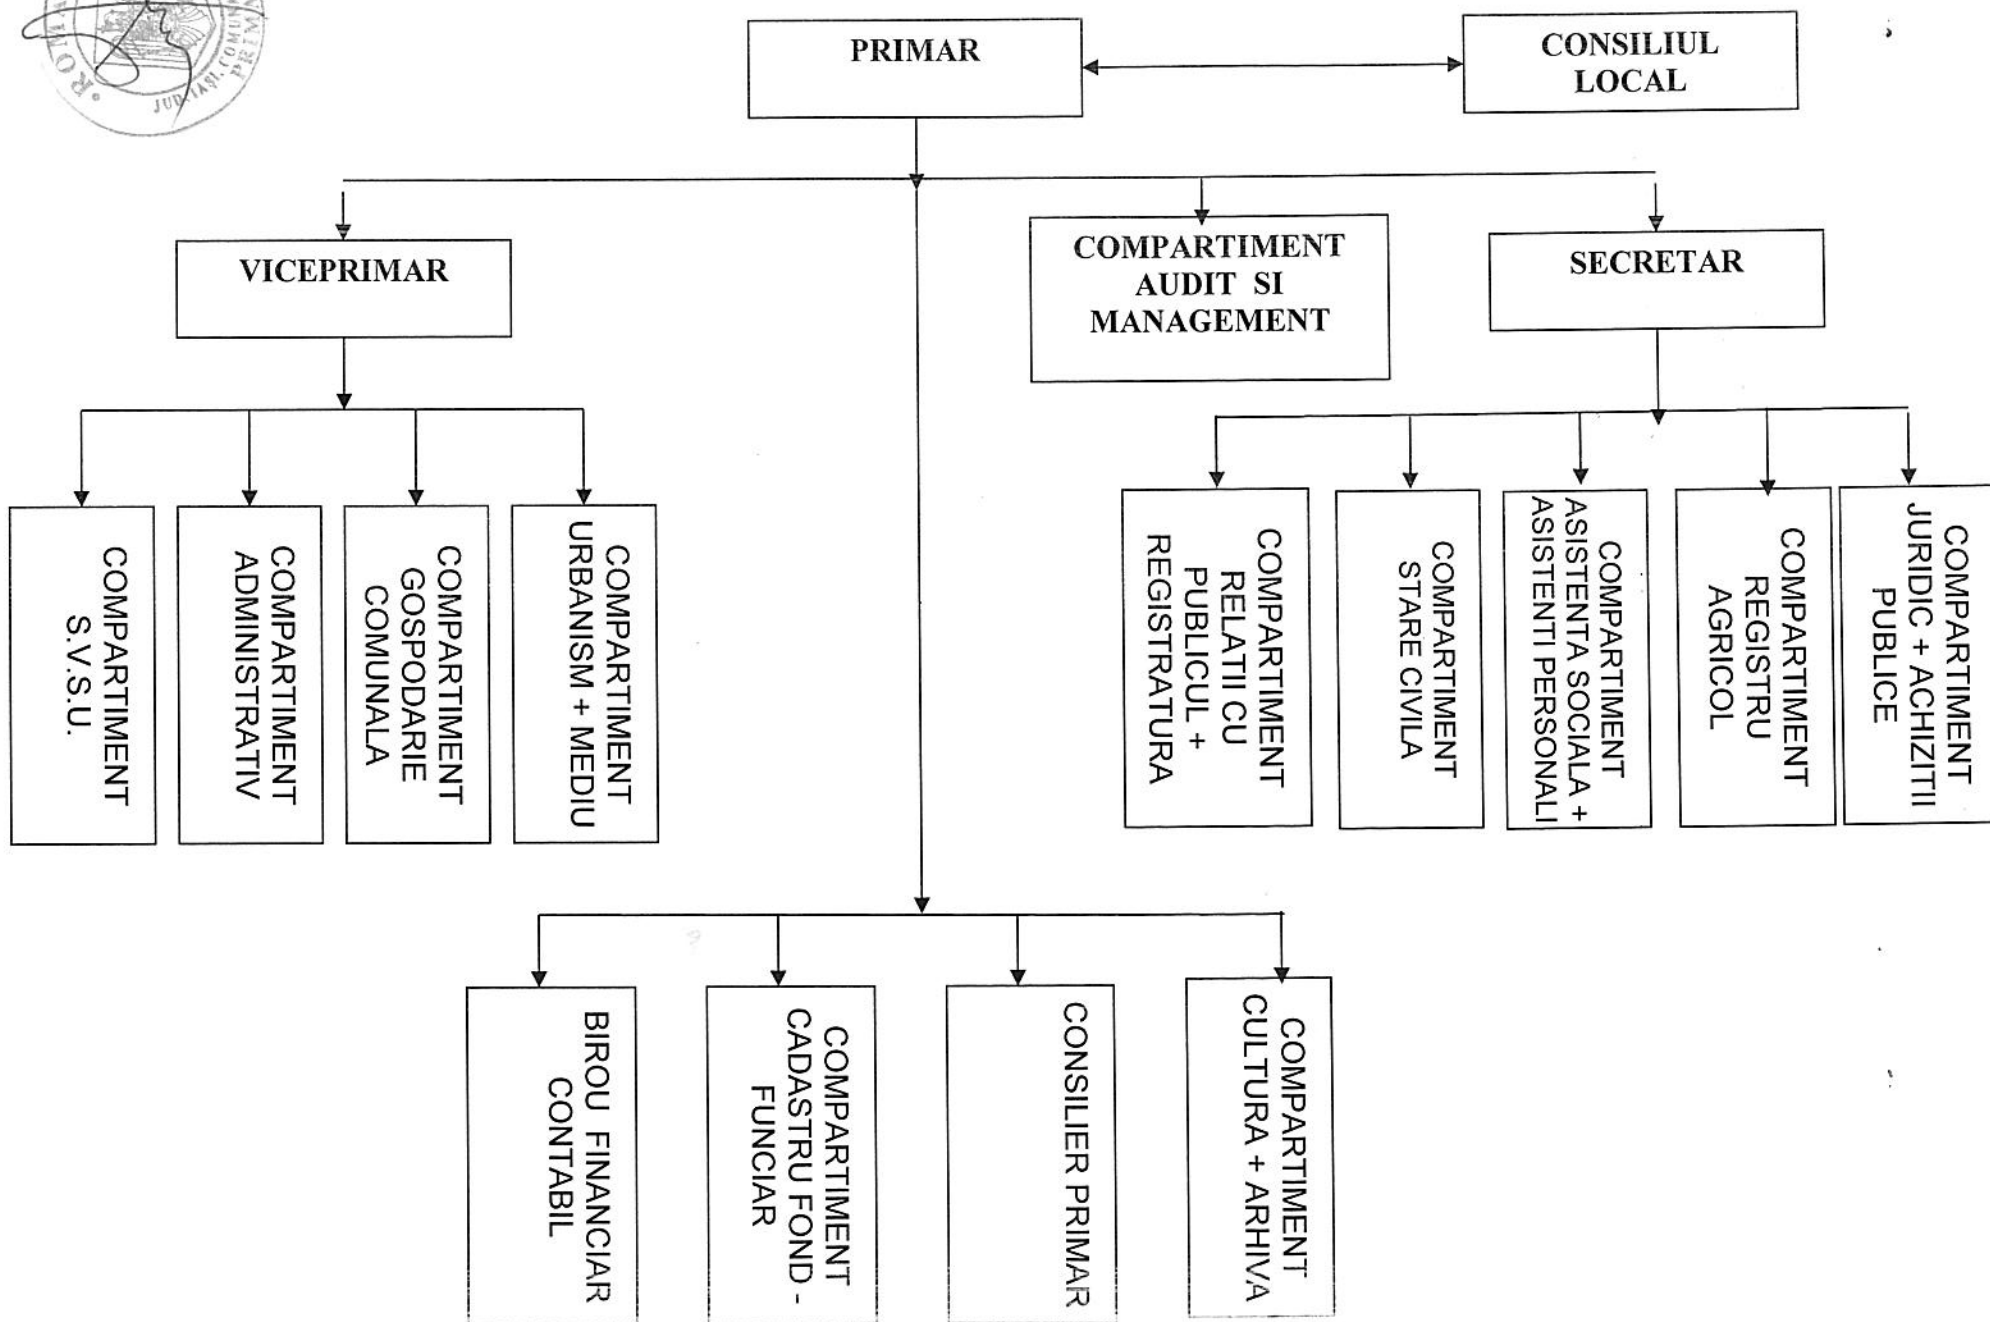 PRIMAR
CONSILIUL
LOCAL
VICEPRIMAR
COMPARTIMENT
AUDIT SI
MANAGEMENT
SECRETAR
COMPARTIMENT
S.V.S.U.
COMPARTIMENT
ADMINISTRATIV
COMPARTIMENT
GOSPODARIE
COMUNALA
COMPARTIMENT
URBANISM + MEDIU
COMPARTIMENT
RELATII CU
PUBLICUL +
REGISTRATURA
COMPARTIMENT
STARE CIVILA
COMPARTIMENT
ASISTENTA SOCIALA +
ASISTENTI PERSONALI
COMPARTIMENT
REGISTRU
AGRICOL
COMPARTIMENT
JURIDIC + ACHIZITII
PUBLICE
BIROU FINANCIAR
CONTABIL
COMPARTIMENT
CADASTRU FOND -
FUNCIAR
CONSILIER PRIMAR
COMPARTIMENT
CULTURA + ARHIVA
JUD. IAȘI